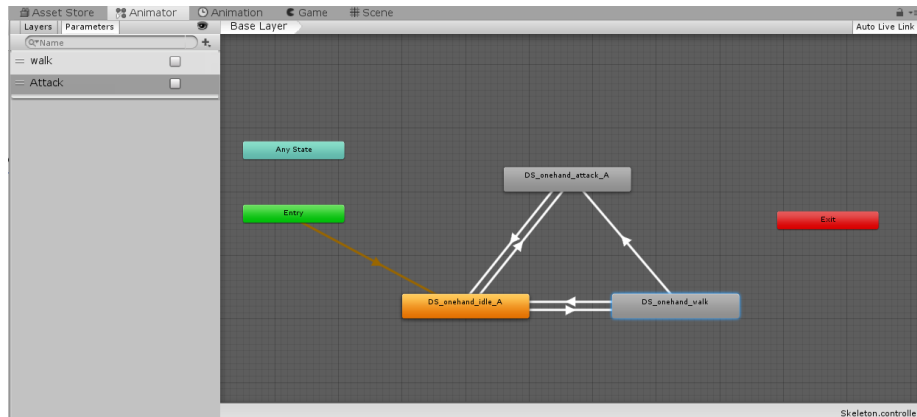 Asset Store Animator Animation Game Scene
Layers Parameters Base Layer Auto Live Link
Name
walk
Attack
Any State
DS_onehand_attack_A
Entry
Exit
DS_onehand_idle_A
DS_onehand_walk
Skeleton.controlle